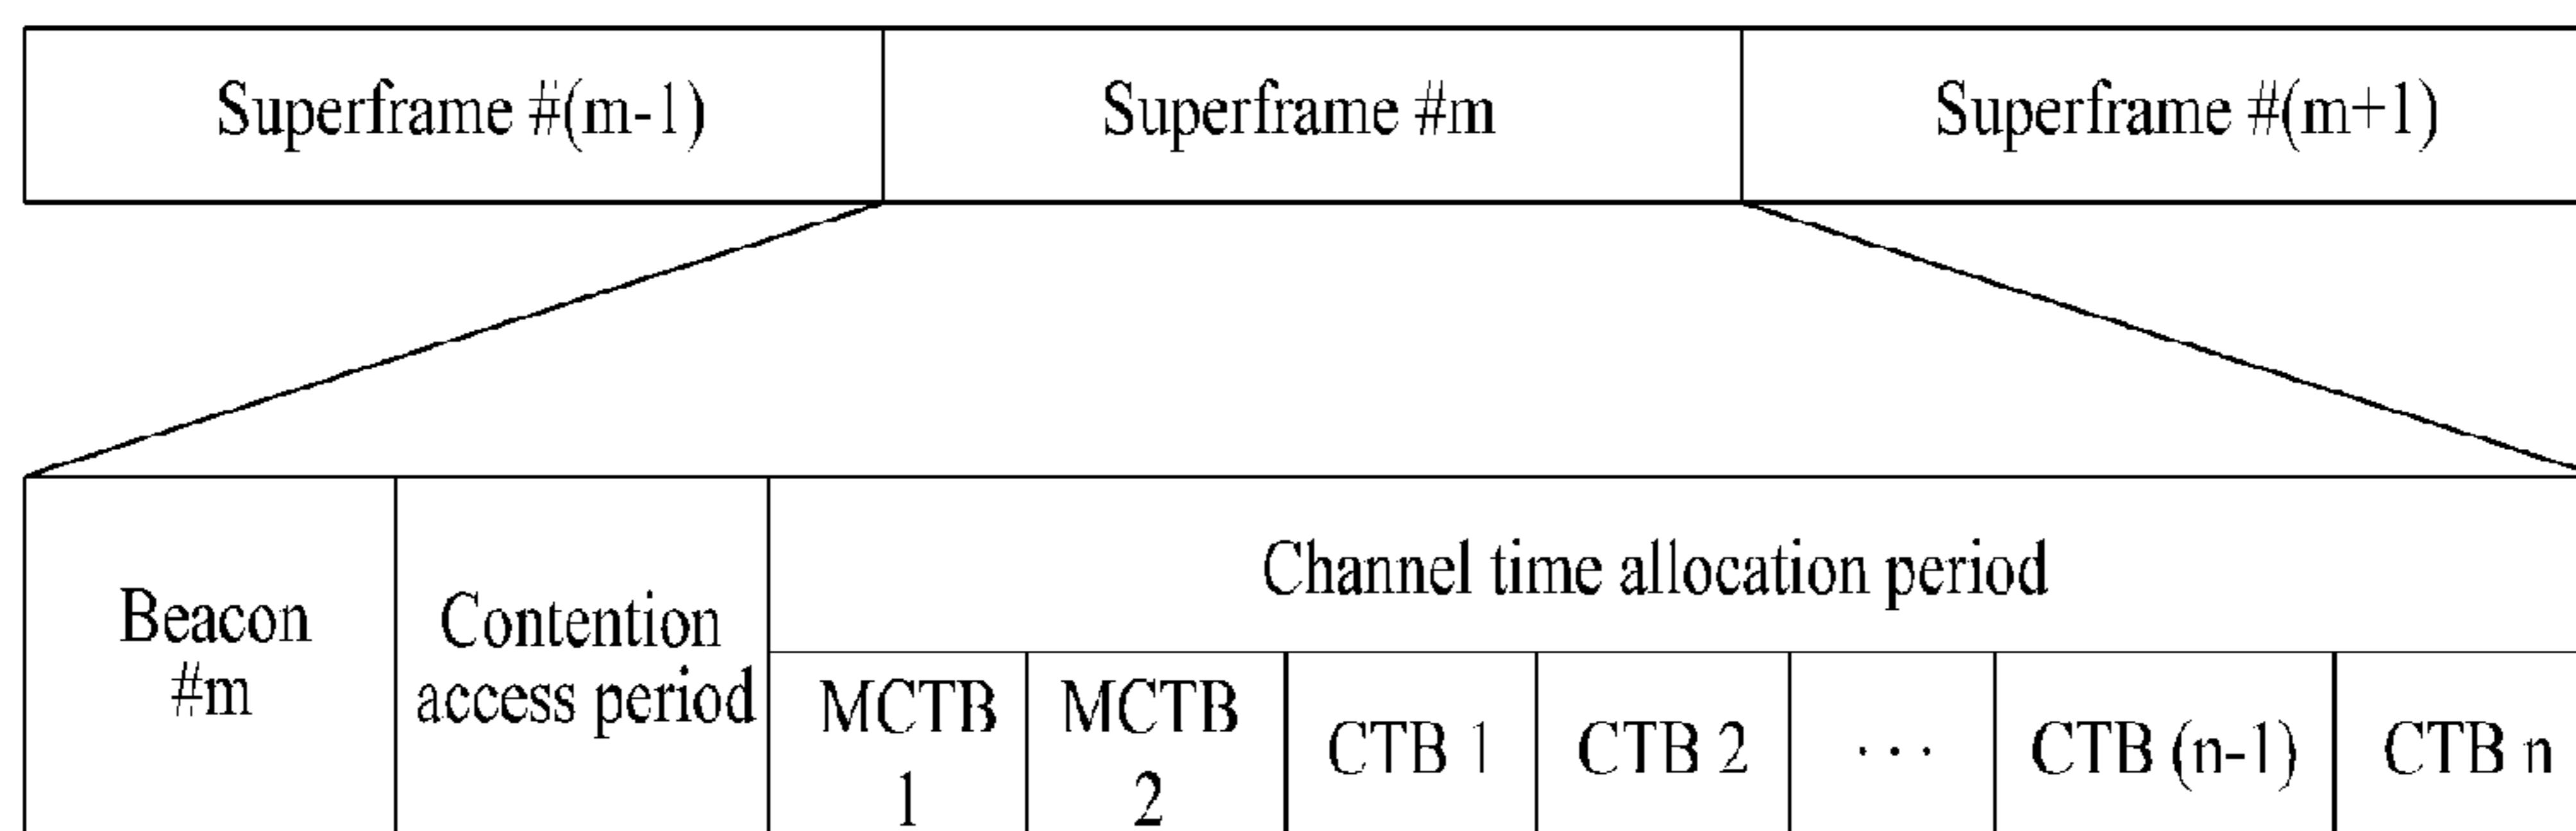 Superframe #(m-1) Superframe #m Superframe #(m+1)
Channel time allocation period
Beacon
#m
Contention
access period
MCTB
1
MCTB
2
CTB 1
CTB 2
...
CTB (n-1)
CTB n